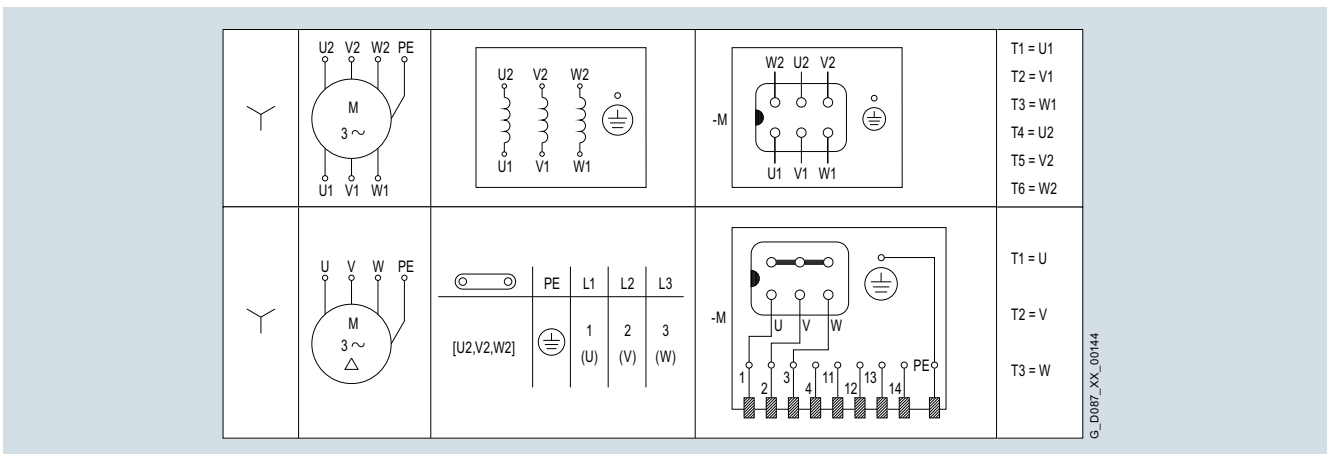 U2 V2 W2 PE
M
3 ~
U1 V1 W1
U2 V2 W2
U1 V1 W1
W2 U2 V2
-M
U1 V1 W1
T1 = U1
T2 = V1
T3 = W1
T4 = U2
T5 = V2
T6 = W2
U V W PE
M
3 ~
PE L1 L2 L3
[U2,V2,W2] 1 2 3
(U) (V) (W)
-M
U V W
1 2 3 4 11 12 13 14 PE
T1 = U
T2 = V
T3 = W
G_D087_XX_00144